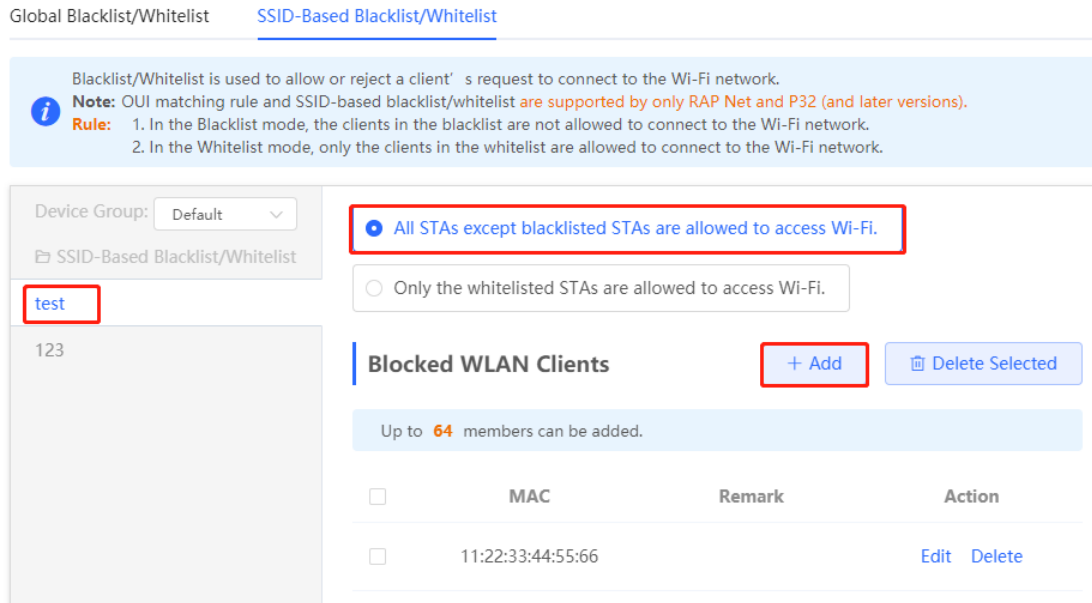 Global Blacklist/Whitelist SSID-Based Blacklist/Whitelist
Blacklist/Whitelist is used to allow or reject a client’ s request to connect to the Wi-Fi network.
Note: OUI matching rule and SSID-based blacklist/whitelist are supported by only RAP Net and P32 (and later versions).
Rule: 1. In the Blacklist mode, the clients in the blacklist are not allowed to connect to the Wi-Fi network.
2. In the Whitelist mode, only the clients in the whitelist are allowed to connect to the Wi-Fi network.
Device Group: Default
SSID-Based Blacklist/Whitelist
test
123
All STAs except blacklisted STAs are allowed to access Wi-Fi.
Only the whitelisted STAs are allowed to access Wi-Fi.
Blocked WLAN Clients + Add Delete Selected
Up to 64 members can be added.
MAC Remark Action
11:22:33:44:55:66 Edit Delete